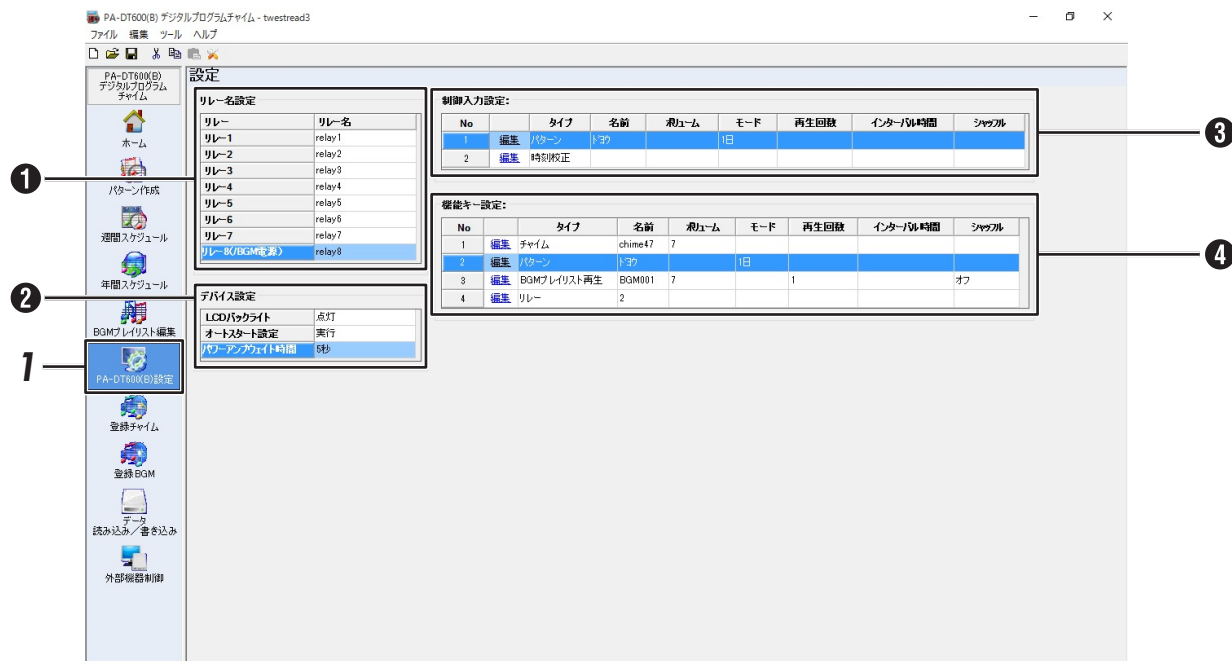 PA-DT600(B) デジタルプログラムチャイム - twestread3
ファイル 編集 ツール ヘルプ
PA-DT600(B)
デジタルプログラム
チャイム
ホーム
パターン作成
週間スケジュール
年間スケジュール
BGMプレイリスト編集
PA-DT600(B)設定
登録チャイム
登録BGM
データ
読み込み/書き込み
外部機器制御
1
設定
❶
リレー名設定
リレー リレー名
リレー1 relay1
リレー2 relay2
リレー3 relay3
リレー4 relay4
リレー5 relay5
リレー6 relay6
リレー7 relay7
リレー8(/BGM電源) relay8
❷
デバイス設定
LCDバックライト 点灯
オートスタート設定 実行
パワーアンプウェイト時間 5秒
❸
制御入力設定:
No タイプ 名前 ボリューム モード 再生回数 インターバル時間 シャッフル
1 編集 パターン トヨウ 1日
2 編集 時刻校正
❹
機能キー設定:
No タイプ 名前 ボリューム モード 再生回数 インターバル時間 シャッフル
1 編集 チャイム chime47 7
2 編集 パターン トヨウ 1日
3 編集 BGMプレイリスト再生 BGM001 7 1 オフ
4 編集 リレー 2